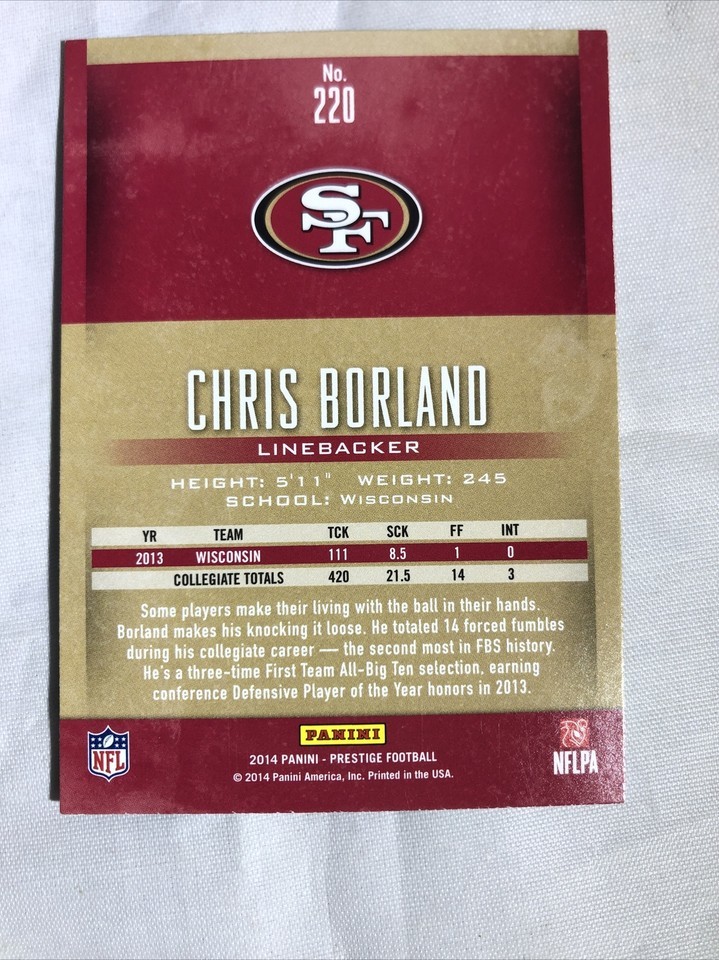 No.
220
SF
CHRIS BORLAND
LINEBACKER
HEIGHT: 5'11" WEIGHT: 245
SCHOOL: WISCONSIN
YR TEAM TCK SCK FF INT
2013 WISCONSIN 111 8.5 1 0
COLLEGIATE TOTALS 420 21.5 14 3
Some players make their living with the ball in their hands.
Borland makes his knocking it loose. He totaled 14 forced fumbles
during his collegiate career — the second most in FBS history.
He's a three-time First Team All-Big Ten selection, earning
conference Defensive Player of the Year honors in 2013.
PANINI
NFL
2014 PANINI - PRESTIGE FOOTBALL
© 2014 Panini America, Inc. Printed in the USA.
NFLPA